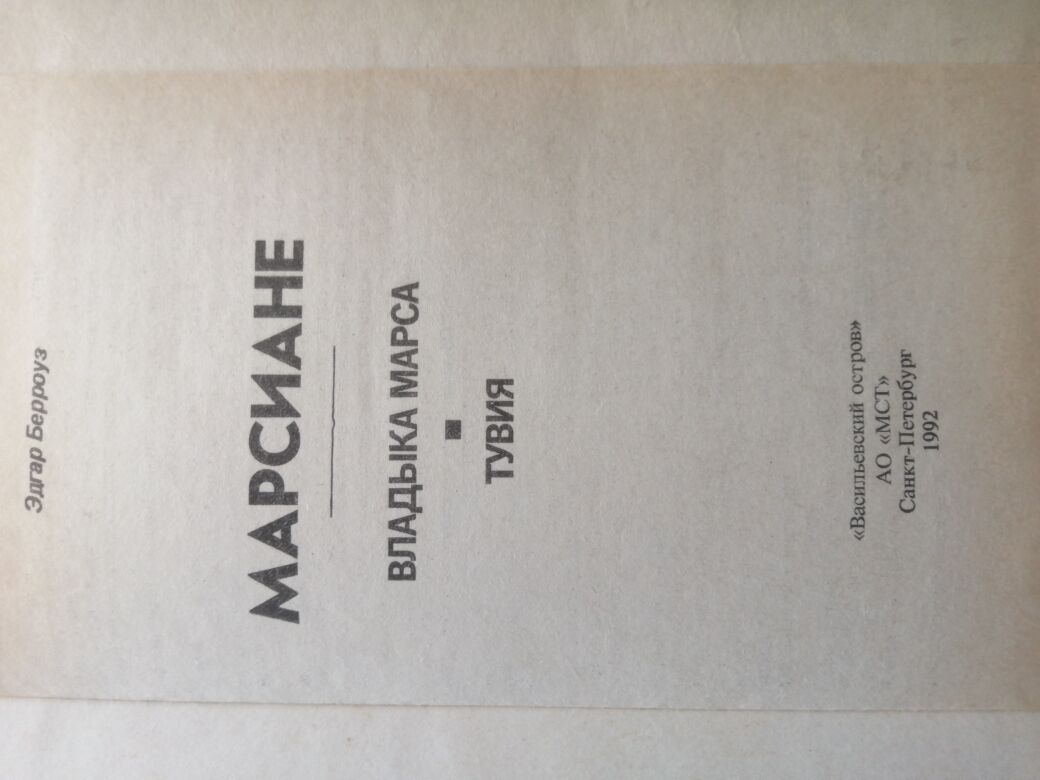 Эдгар Берроуз
МАРСИАНЕ
ВЛАДЫКА МАРСА
ТУВИЯ
«Васильевский остров»
АО «МСТ»
Санкт-Петербург
1992